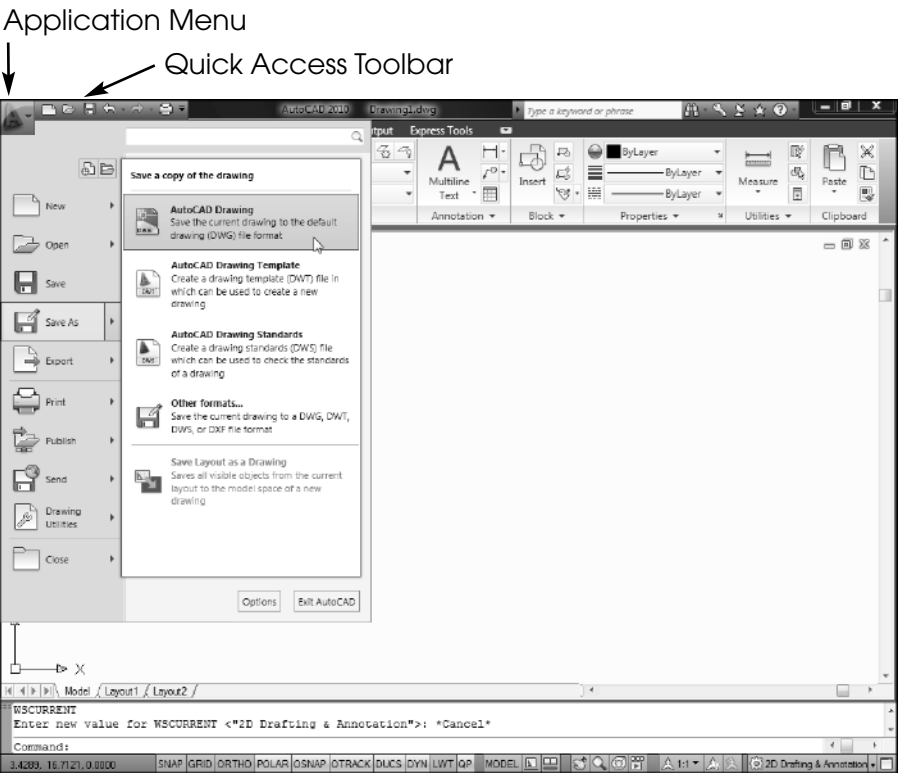 Application Menu
Quick Access Toolbar
AutoCAD 2010 Drawing1.dwg
Type a keyword or phrase
tput Express Tools
Save a copy of the drawing
New
Open
Save
Save As
Export
Print
Publish
Send
Drawing
Utilities
Close
AutoCAD Drawing
Save the current drawing to the default
drawing (DWG) file format
AutoCAD Drawing Template
Create a drawing template (DWT) file in
which can be used to create a new
drawing
AutoCAD Drawing Standards
Create a drawing standards (DWS) file
which can be used to check the standards
of a drawing
Other formats...
Save the current drawing to a DWG, DWT,
DWS, or DXF file format
Save Layout as a Drawing
Saves all visible objects from the current
layout to the model space of a new
drawing
Options
Exit AutoCAD
A
Multiline
Text
Annotation
Insert
Block
ByLayer
ByLayer
ByLayer
Properties
Measure
Utilities
Paste
Clipboard
X
Model Layout1 Layout2
WSCURRENT
Enter new value for WSCURRENT <"2D Drafting & Annotation">: *Cancel*
Command:
3.4289, 16.7121, 0.0000 SNAP GRID ORTHO POLAR OSNAP OTRACK DUCS DYN LWT QP MODEL 1:1 2D Drafting & Annotation